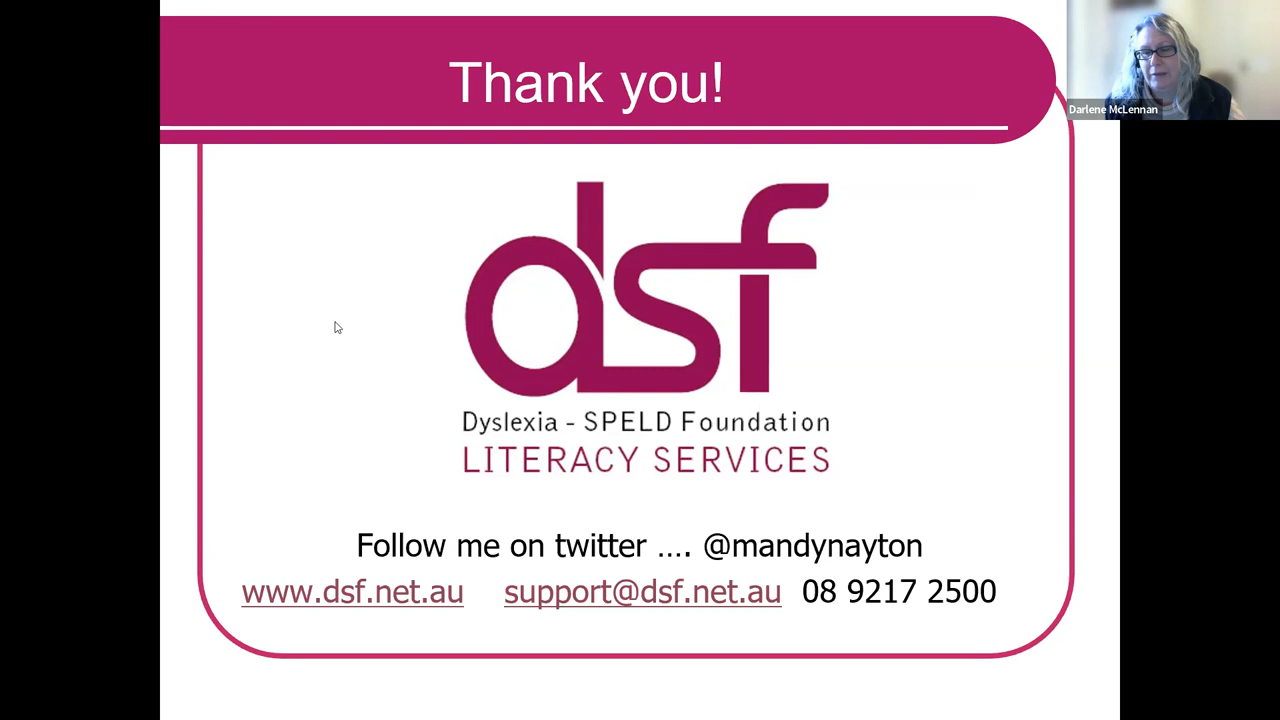 Thank you!
Darlene McLennan
dsf
Dyslexia - SPELD Foundation
LITERACY SERVICES
Follow me on twitter .... @mandynayton
www.dsf.net.au support@dsf.net.au 08 9217 2500